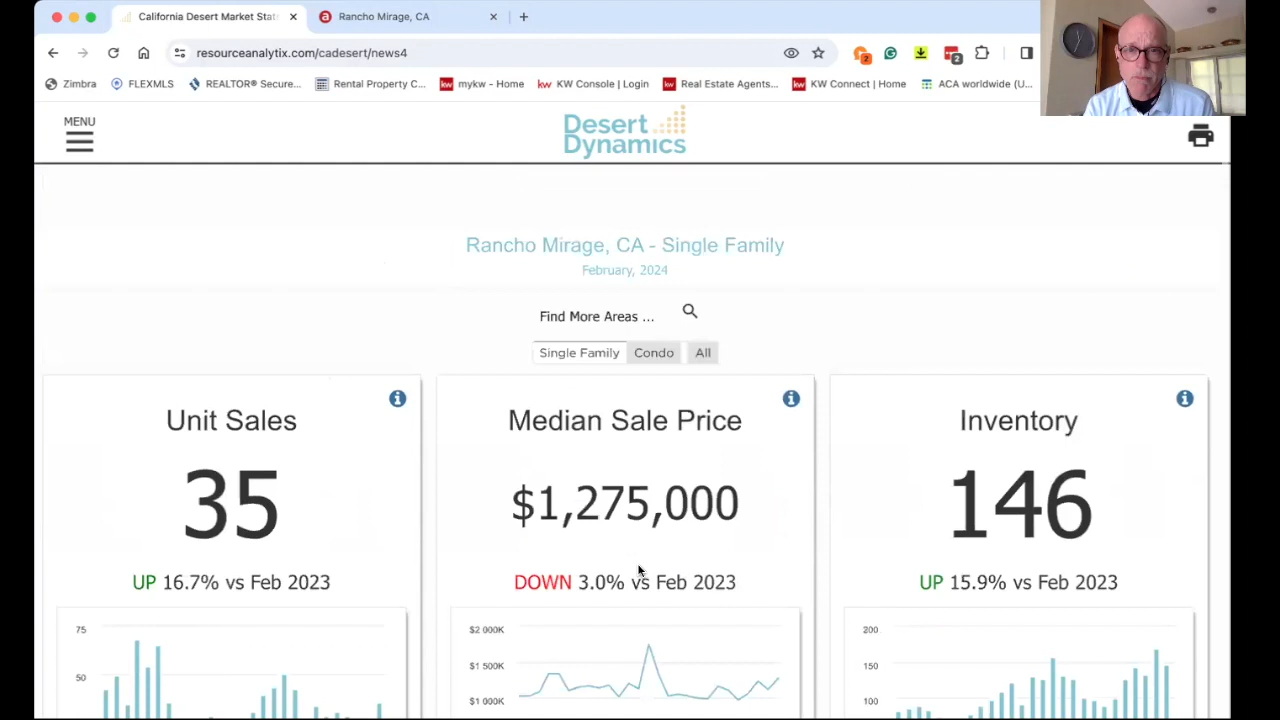 California Desert Market Stat
Rancho Mirage, CA
resourceanalytix.com/cadesert/news4
2
2
Zimbra
FLEXMLS
REALTOR® Secure...
Rental Property C...
mykw - Home
KW Console | Login
Real Estate Agents...
KW Connect | Home
ACA worldwide (U...
MENU
Desert
Dynamics
Rancho Mirage, CA - Single Family
February, 2024
Find More Areas ...
Single Family Condo All
Unit Sales
35
UP 16.7% vs Feb 2023
75
50
Median Sale Price
$1,275,000
DOWN 3.0% vs Feb 2023
$2 000K
$1 500K
$1 000K
Inventory
146
UP 15.9% vs Feb 2023
200
150
100